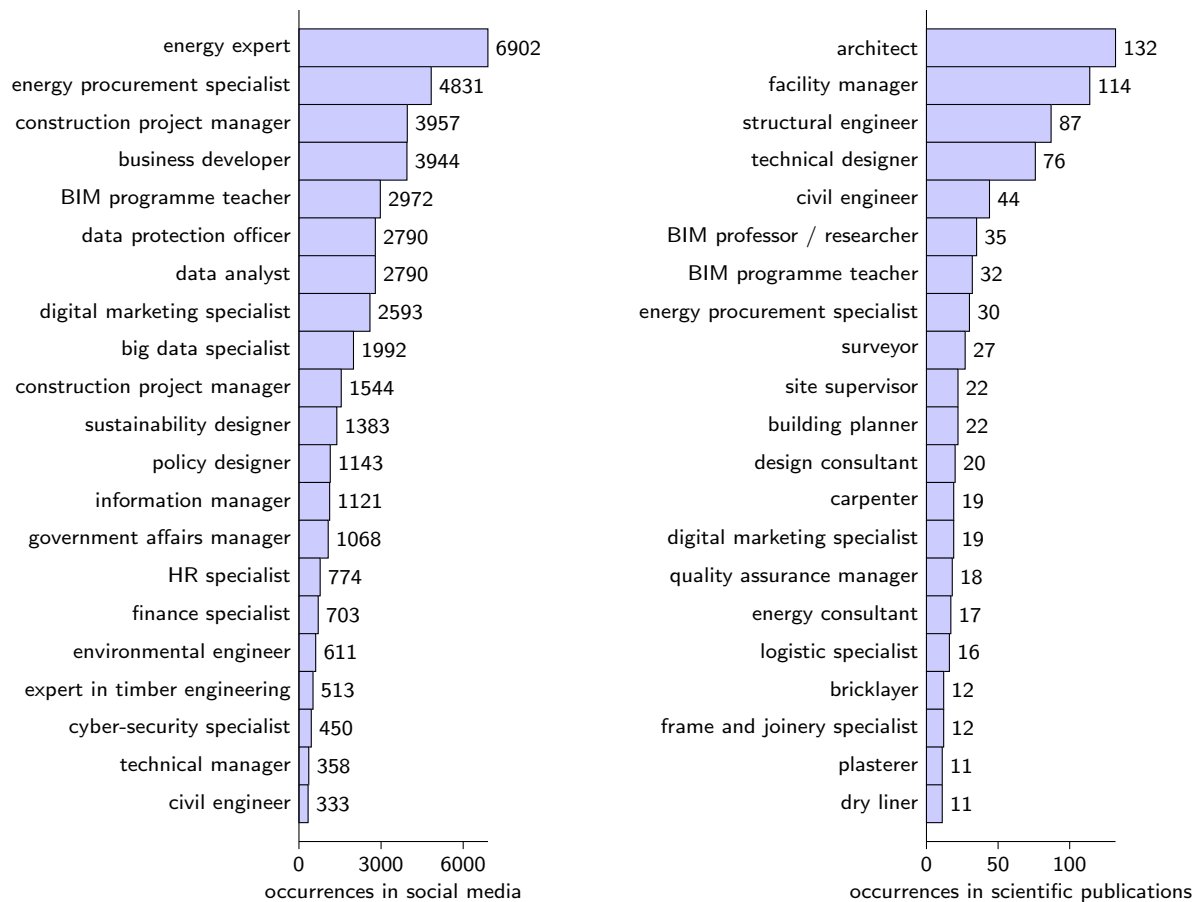 energy expert 6902
energy procurement specialist 4831
construction project manager 3957
business developer 3944
BIM programme teacher 2972
data protection officer 2790
data analyst 2790
digital marketing specialist 2593
big data specialist 1992
construction project manager 1544
sustainability designer 1383
policy designer 1143
information manager 1121
government affairs manager 1068
HR specialist 774
finance specialist 703
environmental engineer 611
expert in timber engineering 513
cyber-security specialist 450
technical manager 358
civil engineer 333
0 3000 6000
occurrences in social media
architect 132
facility manager 114
structural engineer 87
technical designer 76
civil engineer 44
BIM professor / researcher 35
BIM programme teacher 32
energy procurement specialist 30
surveyor 27
site supervisor 22
building planner 22
design consultant 20
carpenter 19
digital marketing specialist 19
quality assurance manager 18
energy consultant 17
logistic specialist 16
bricklayer 12
frame and joinery specialist 12
plasterer 11
dry liner 11
0 50 100
occurrences in scientific publications